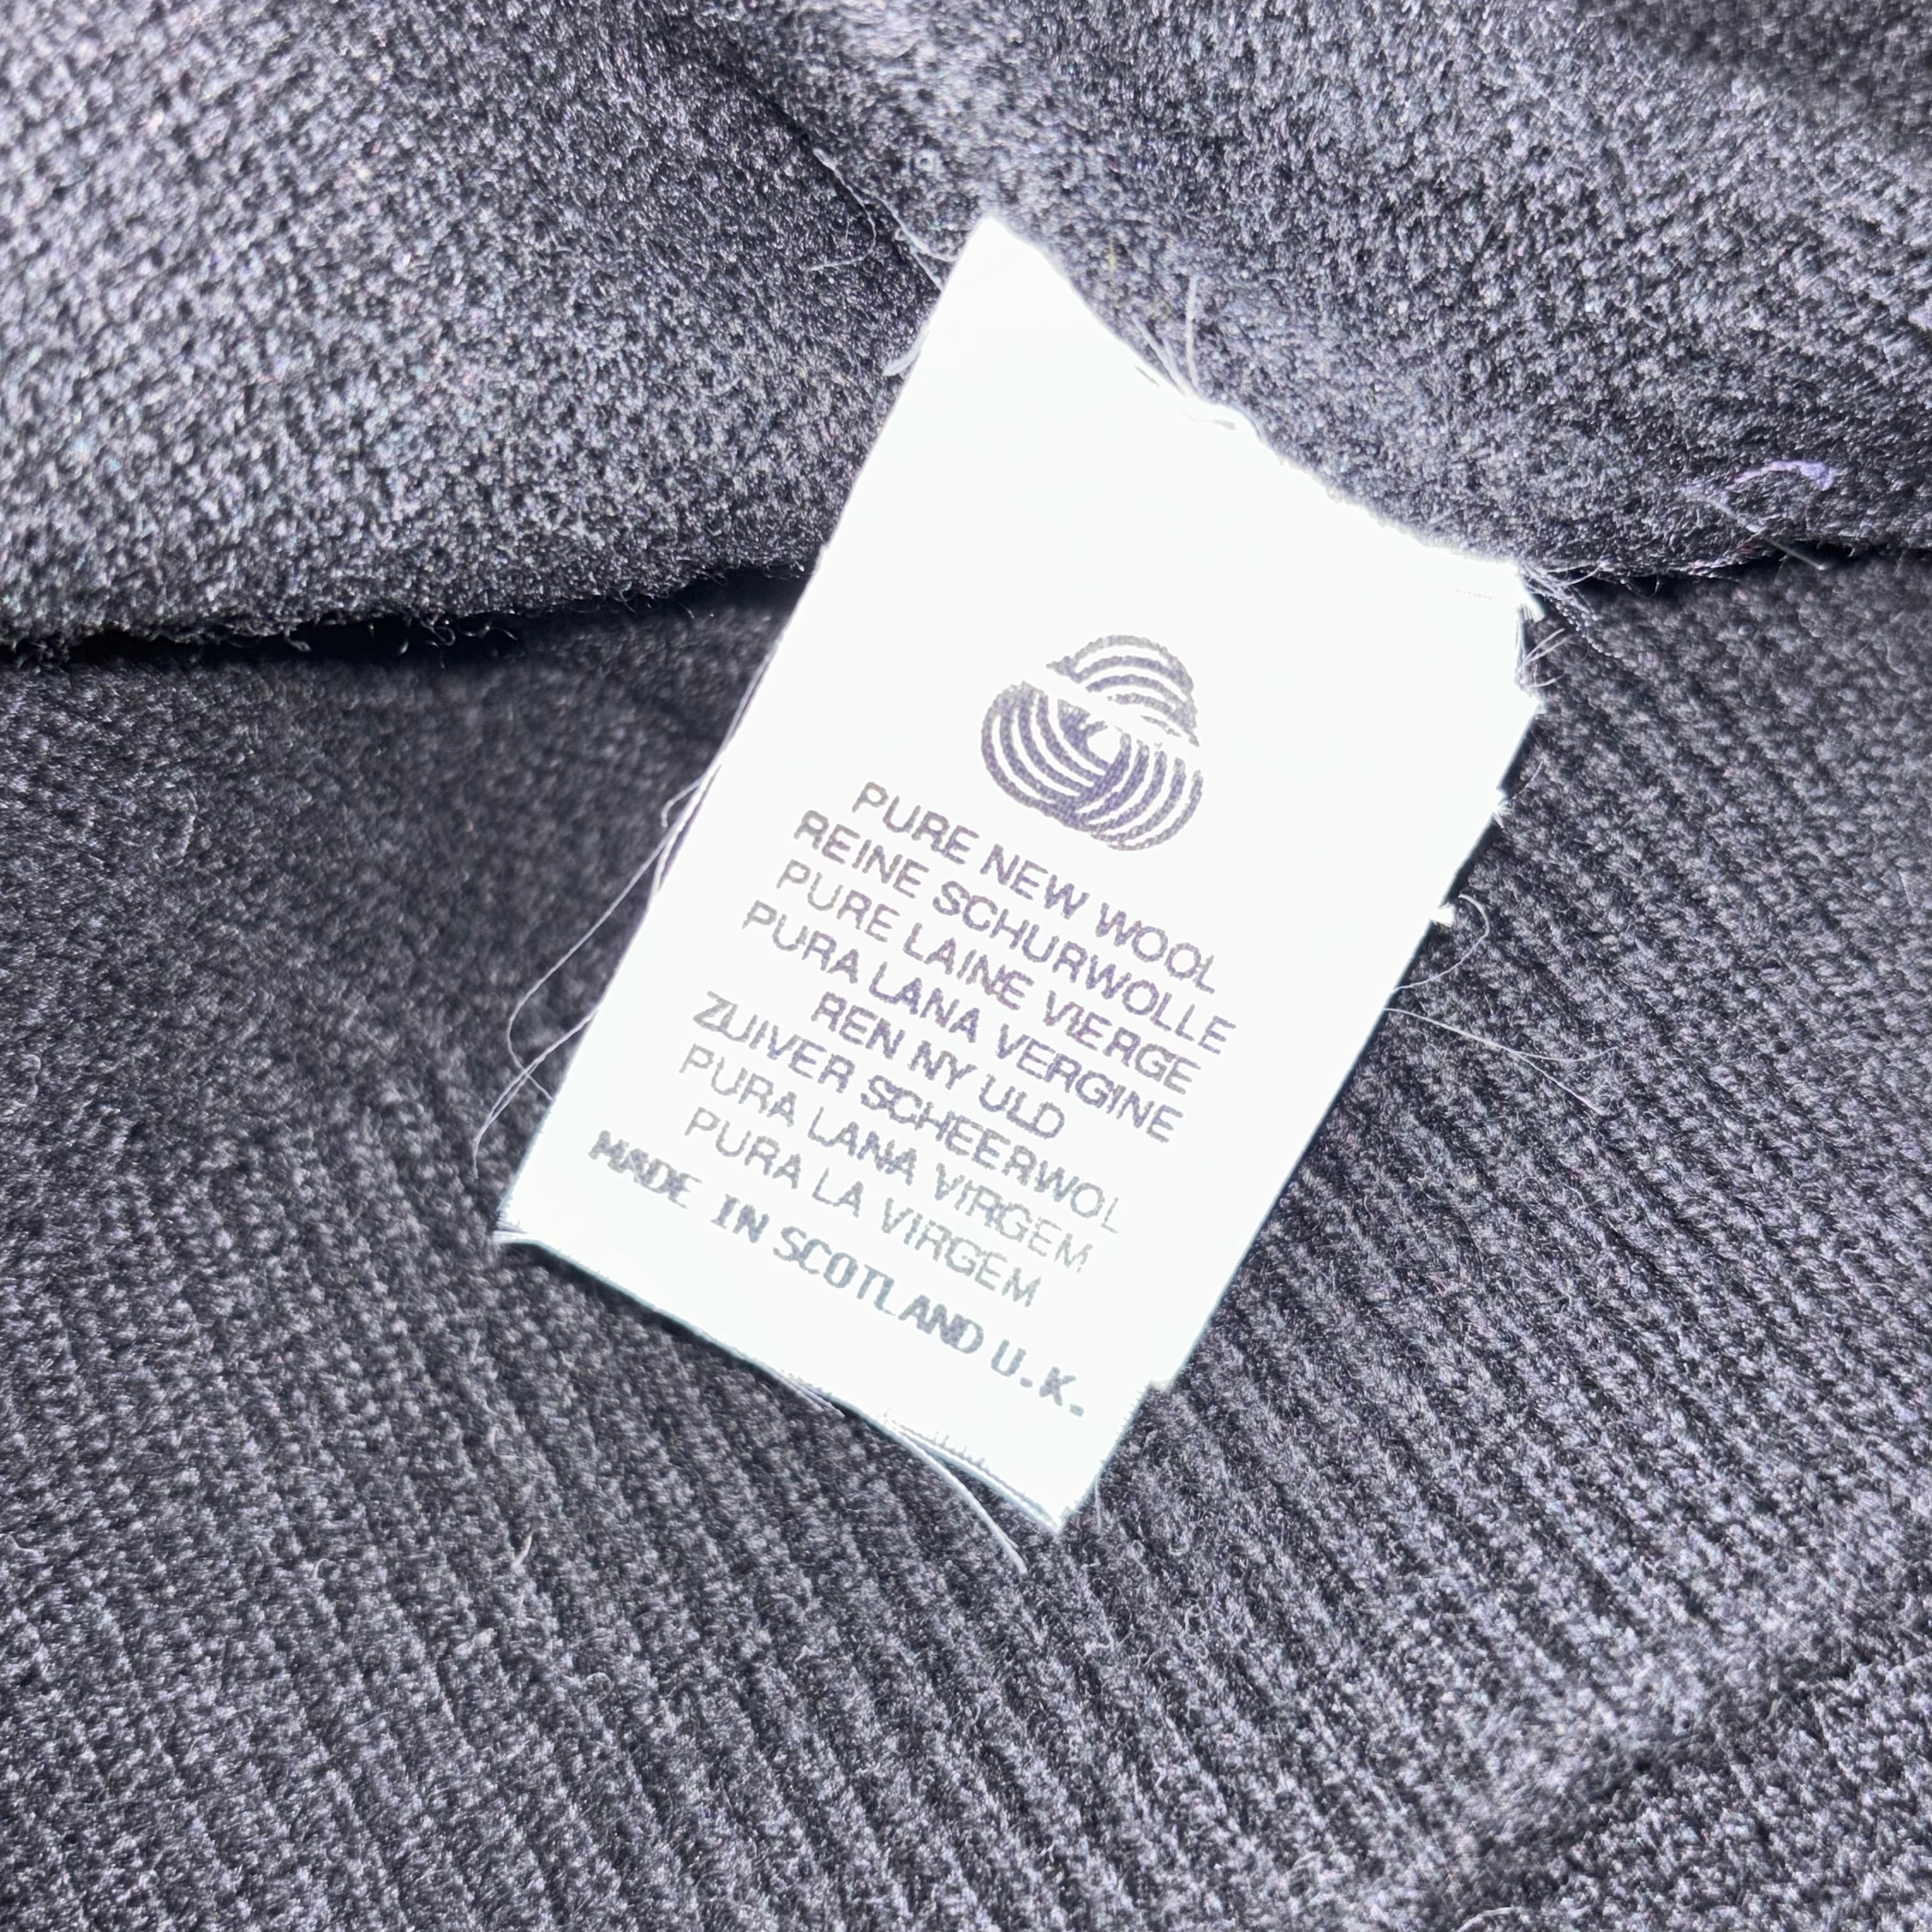 PURE NEW WOOL
REINE SCHURWOLLE
PURE LAINE VIERGE
PURA LANA VERGINE
REN NY ULD
ZUIVER SCHEERWOL
PURA LANA VIRGEM
PURA LA VIRGEM
MADE IN SCOTLAND U.K.